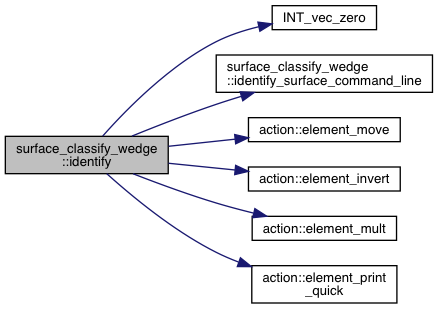 INT_vec_zero
surface_classify_wedge
::identify_surface_command_line
action::element_move
surface_classify_wedge
::identify
action::element_invert
action::element_mult
action::element_print
_quick